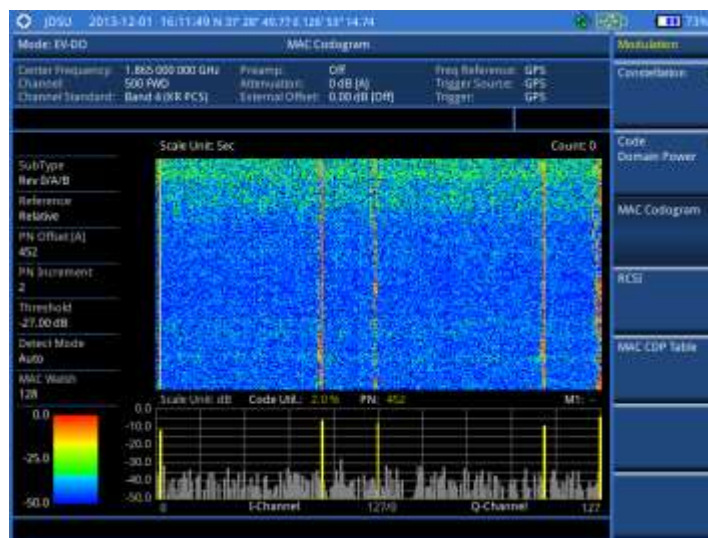 JDSU 2013-12-01 16:11:49 N 37° 28' 49.77 E 126° 53' 14.74 73%
Mode: EV-DO MAC Codogram Modulation
Center Frequency: 1.865 000 000 GHz Preamp: Off Freq Reference: GPS
Channel: 500 FWD Attenuation: 0 dB [A] Trigger Source: GPS
Channel Standard: Band 4 (KR PCS) External Offset: 0.00 dB [Off] Trigger: GPS
Constellation
Scale Unit: Sec Count: 0
Code
Domain Power
SubType
Rev 0/A/B
Reference
Relative
MAC Codogram
PN Offset [A]
452
PN Increment
2
RCSI
Threshold
-27.00 dB
Detect Mode
Auto
MAC CDP Table
MAC Walsh
128
Scale Unit: dB Code Util.: 2.0 % PN: 452 M1: --
0.0
-25.0
-50.0
0.0
-10.0
-20.0
-30.0
-40.0
-50.0
0 I-Channel 127/0 Q-Channel 127